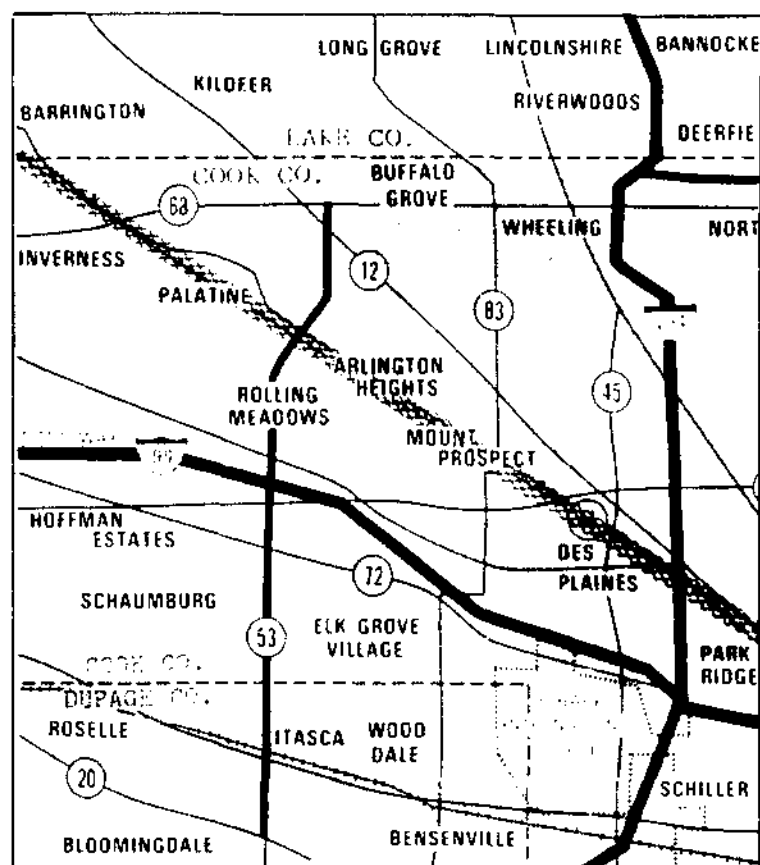 LONG GROVE
LINCOLNSHIRE
BANNOCKE
KILDEER
RIVERWOODS
BARRINGTON
DEERFIE
LAKE CO.
COOK CO.
BUFFALO
GROVE
68
WHEELING
NORT
INVERNESS
12
PALATINE
83
ARLINGTON
HEIGHTS
45
ROLLING
MEADOWS
MOUNT
PROSPECT
90
HOFFMAN
ESTATES
DES
PLAINES
72
SCHAUMBURG
53
ELK GROVE
VILLAGE
PARK
RIDGE
COOK CO.
DUPAGE CO.
ROSELLE
ITASCA
WOOD
DALE
20
SCHILLER
BLOOMINGDALE
BENSENVILLE